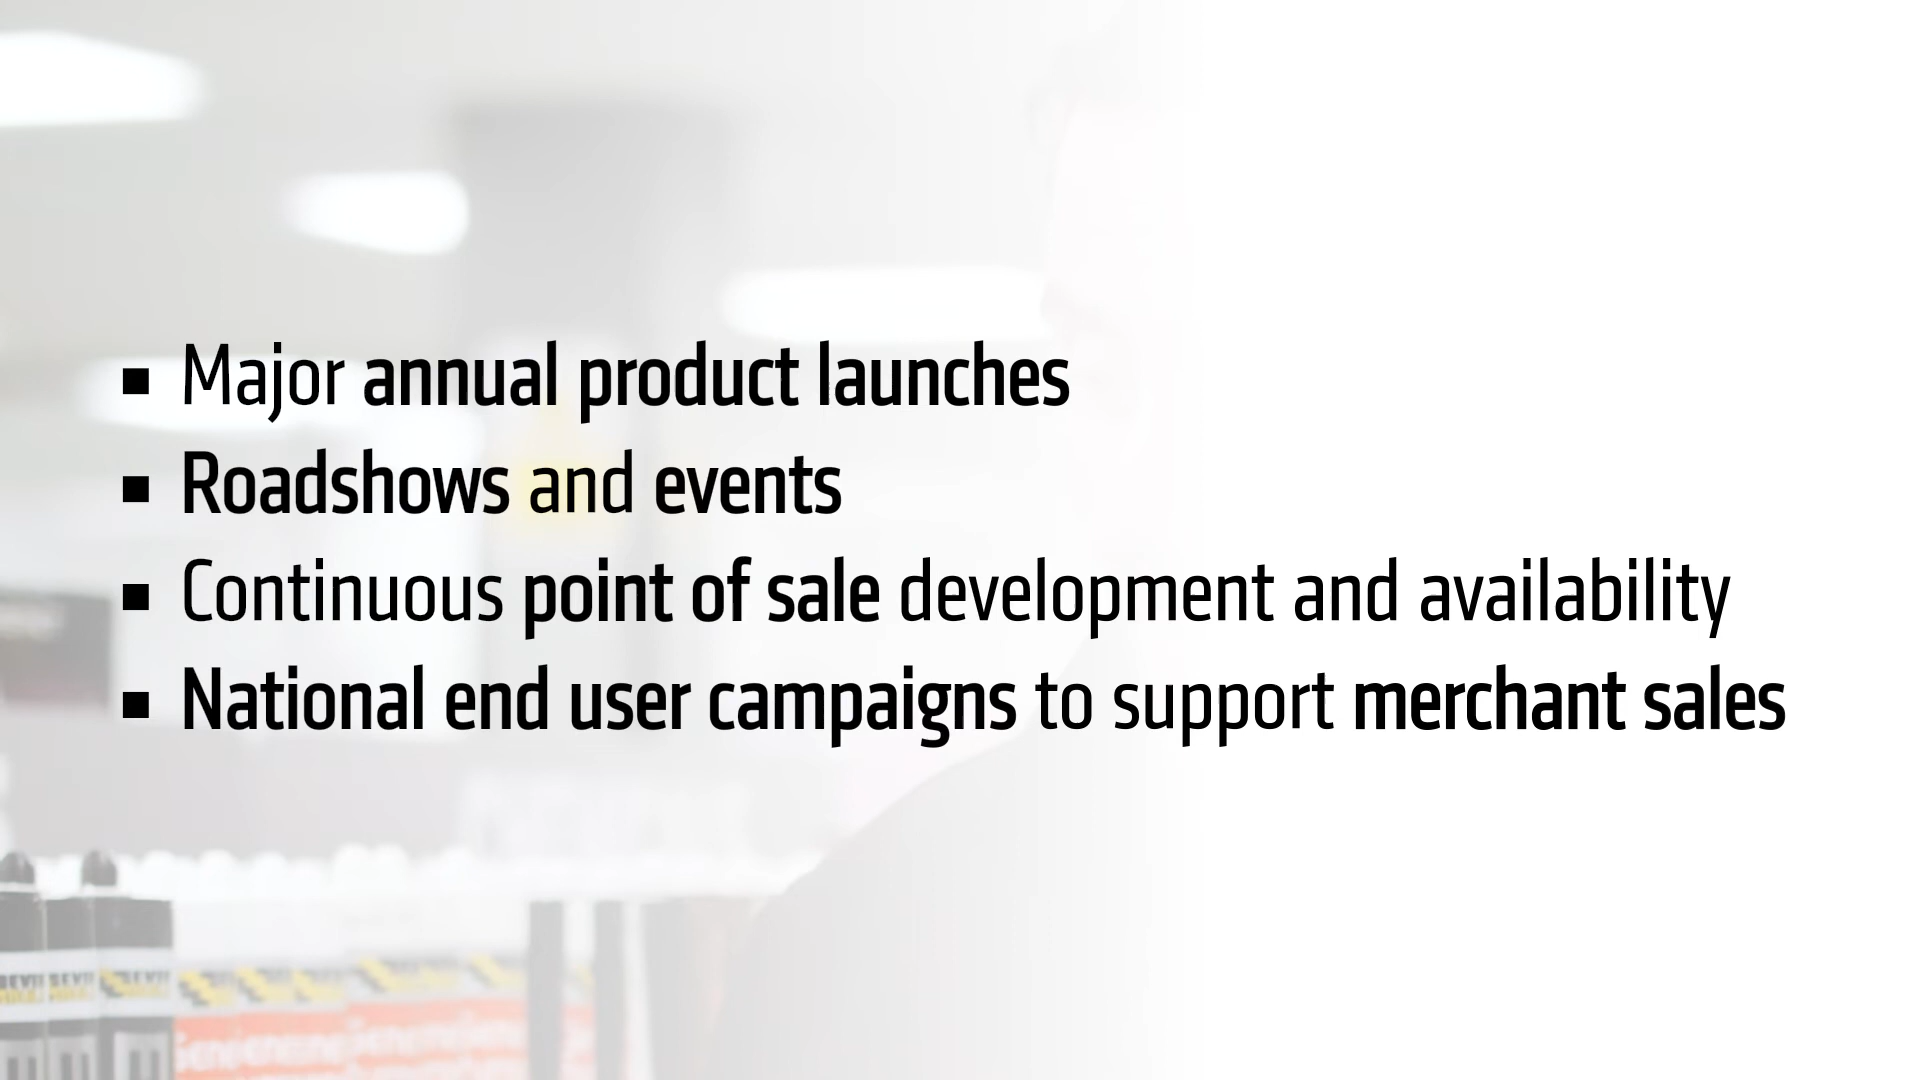 ▪ Major annual product launches
▪ Roadshows and events
▪ Continuous point of sale development and availability
▪ National end user campaigns to support merchant sales